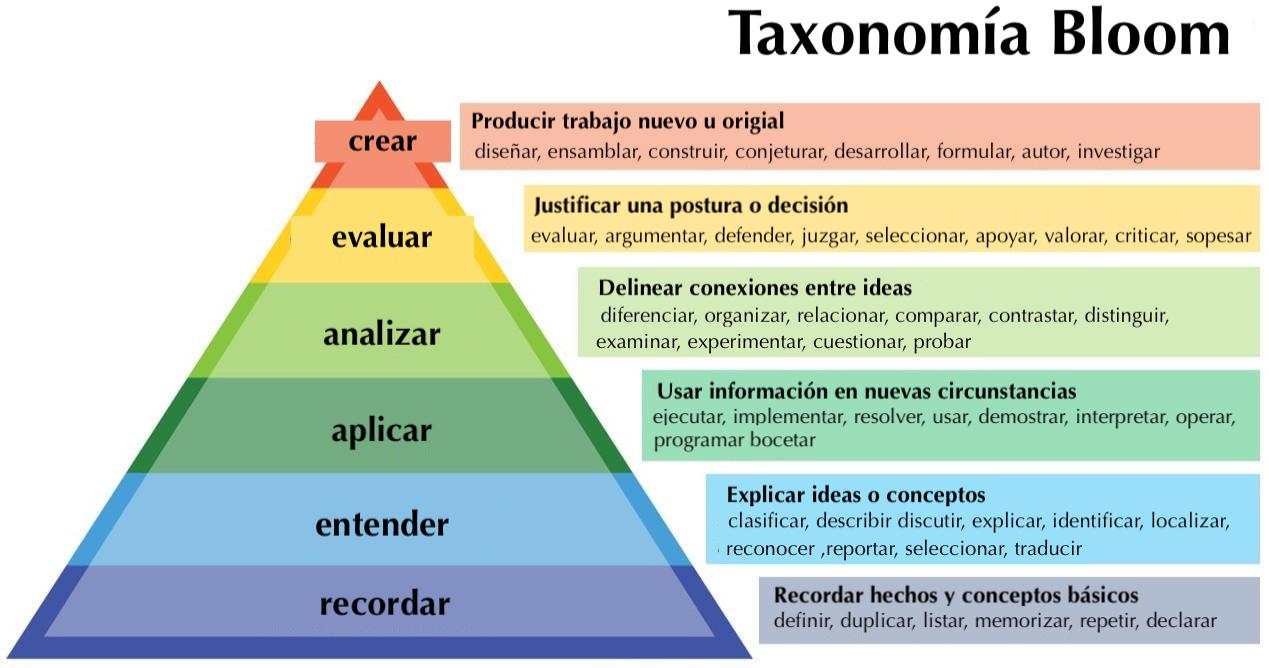 Taxonomía Bloom
crear
Producir trabajo nuevo u origial
diseñar, ensamblar, construir, conjeturar, desarrollar, formular, autor, investigar
evaluar
Justificar una postura o decisión
evaluar, argumentar, defender, juzgar, seleccionar, apoyar, valorar, criticar, sopesar
analizar
Delinear conexiones entre ideas
diferenciar, organizar, relacionar, comparar, contrastar, distinguir,
examinar, experimentar, cuestionar, probar
aplicar
Usar información en nuevas circunstancias
ejecutar, implementar, resolver, usar, demostrar, interpretar, operar,
programar bocetar
entender
Explicar ideas o conceptos
clasificar, describir discutir, explicar, identificar, localizar,
reconocer ,reportar, seleccionar, traducir
recordar
Recordar hechos y conceptos básicos
definir, duplicar, listar, memorizar, repetir, declarar